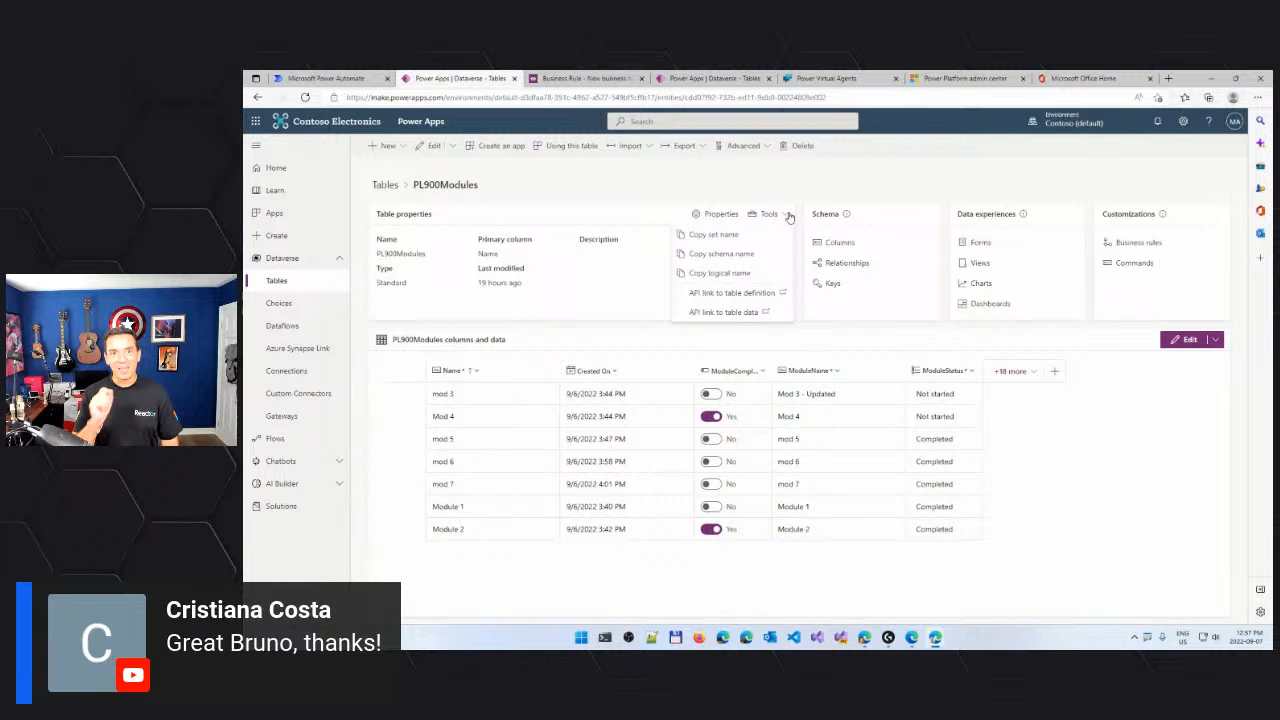 Microsoft Power Automate
Power Apps | Dataverse - Tables
Business Rule - New business r
Power Apps | Dataverse - Tables
Power Virtual Agents
Power Platform admin center
Microsoft Office Home
Contoso Electronics
Power Apps
Search...
Environment
Contoso (default)
MA
New
Edit
Create an app
Using this table
Import
Export
Advanced
Delete
Home
Learn
Apps
Create
Dataverse
Tables
Choices
Dataflows
Azure Synapse Link
Connections
Custom Connectors
Gateways
Flows
Chatbots
AI Builder
Solutions
Tables > PL900Modules
Table properties
Properties
Tools
Name
Primary column
Description
PL900Modules
Name
Type
Last modified
Standard
19 hours ago
Copy set name
Copy schema name
Copy logical name
API link to table definition
API link to table data
Schema
Columns
Relationships
Keys
Data experiences
Forms
Views
Charts
Dashboards
Customizations
Business rules
Commands
PL900Modules columns and data
Edit
Name * Created On ModuleCompl... ModuleName * ModuleStatus * +18 more
mod 3 9/6/2022 3:44 PM No Mod 3 - Updated Not started
Mod 4 9/6/2022 3:44 PM Yes Mod 4 Not started
mod 5 9/6/2022 3:47 PM No mod 5 Completed
mod 6 9/6/2022 3:58 PM No mod 6 Completed
mod 7 9/6/2022 4:01 PM No mod 7 Completed
Module 1 9/6/2022 3:40 PM No Module 1 Completed
Module 2 9/6/2022 3:42 PM Yes Module 2 Completed
Reactor
C
Cristiana Costa
Great Bruno, thanks!
ENG
US
12:57 PM
2022-09-07